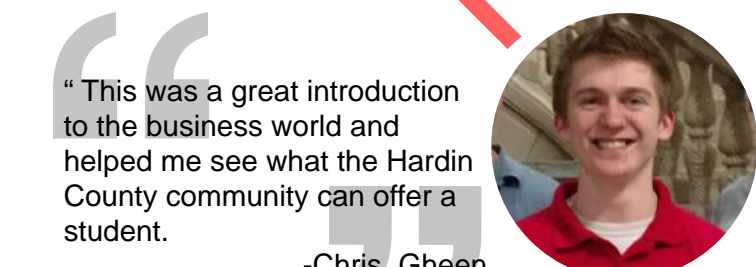 “ This was a great introduction
to the business world and
helped me see what the Hardin
County community can offer a
student.
-Chris Gheen